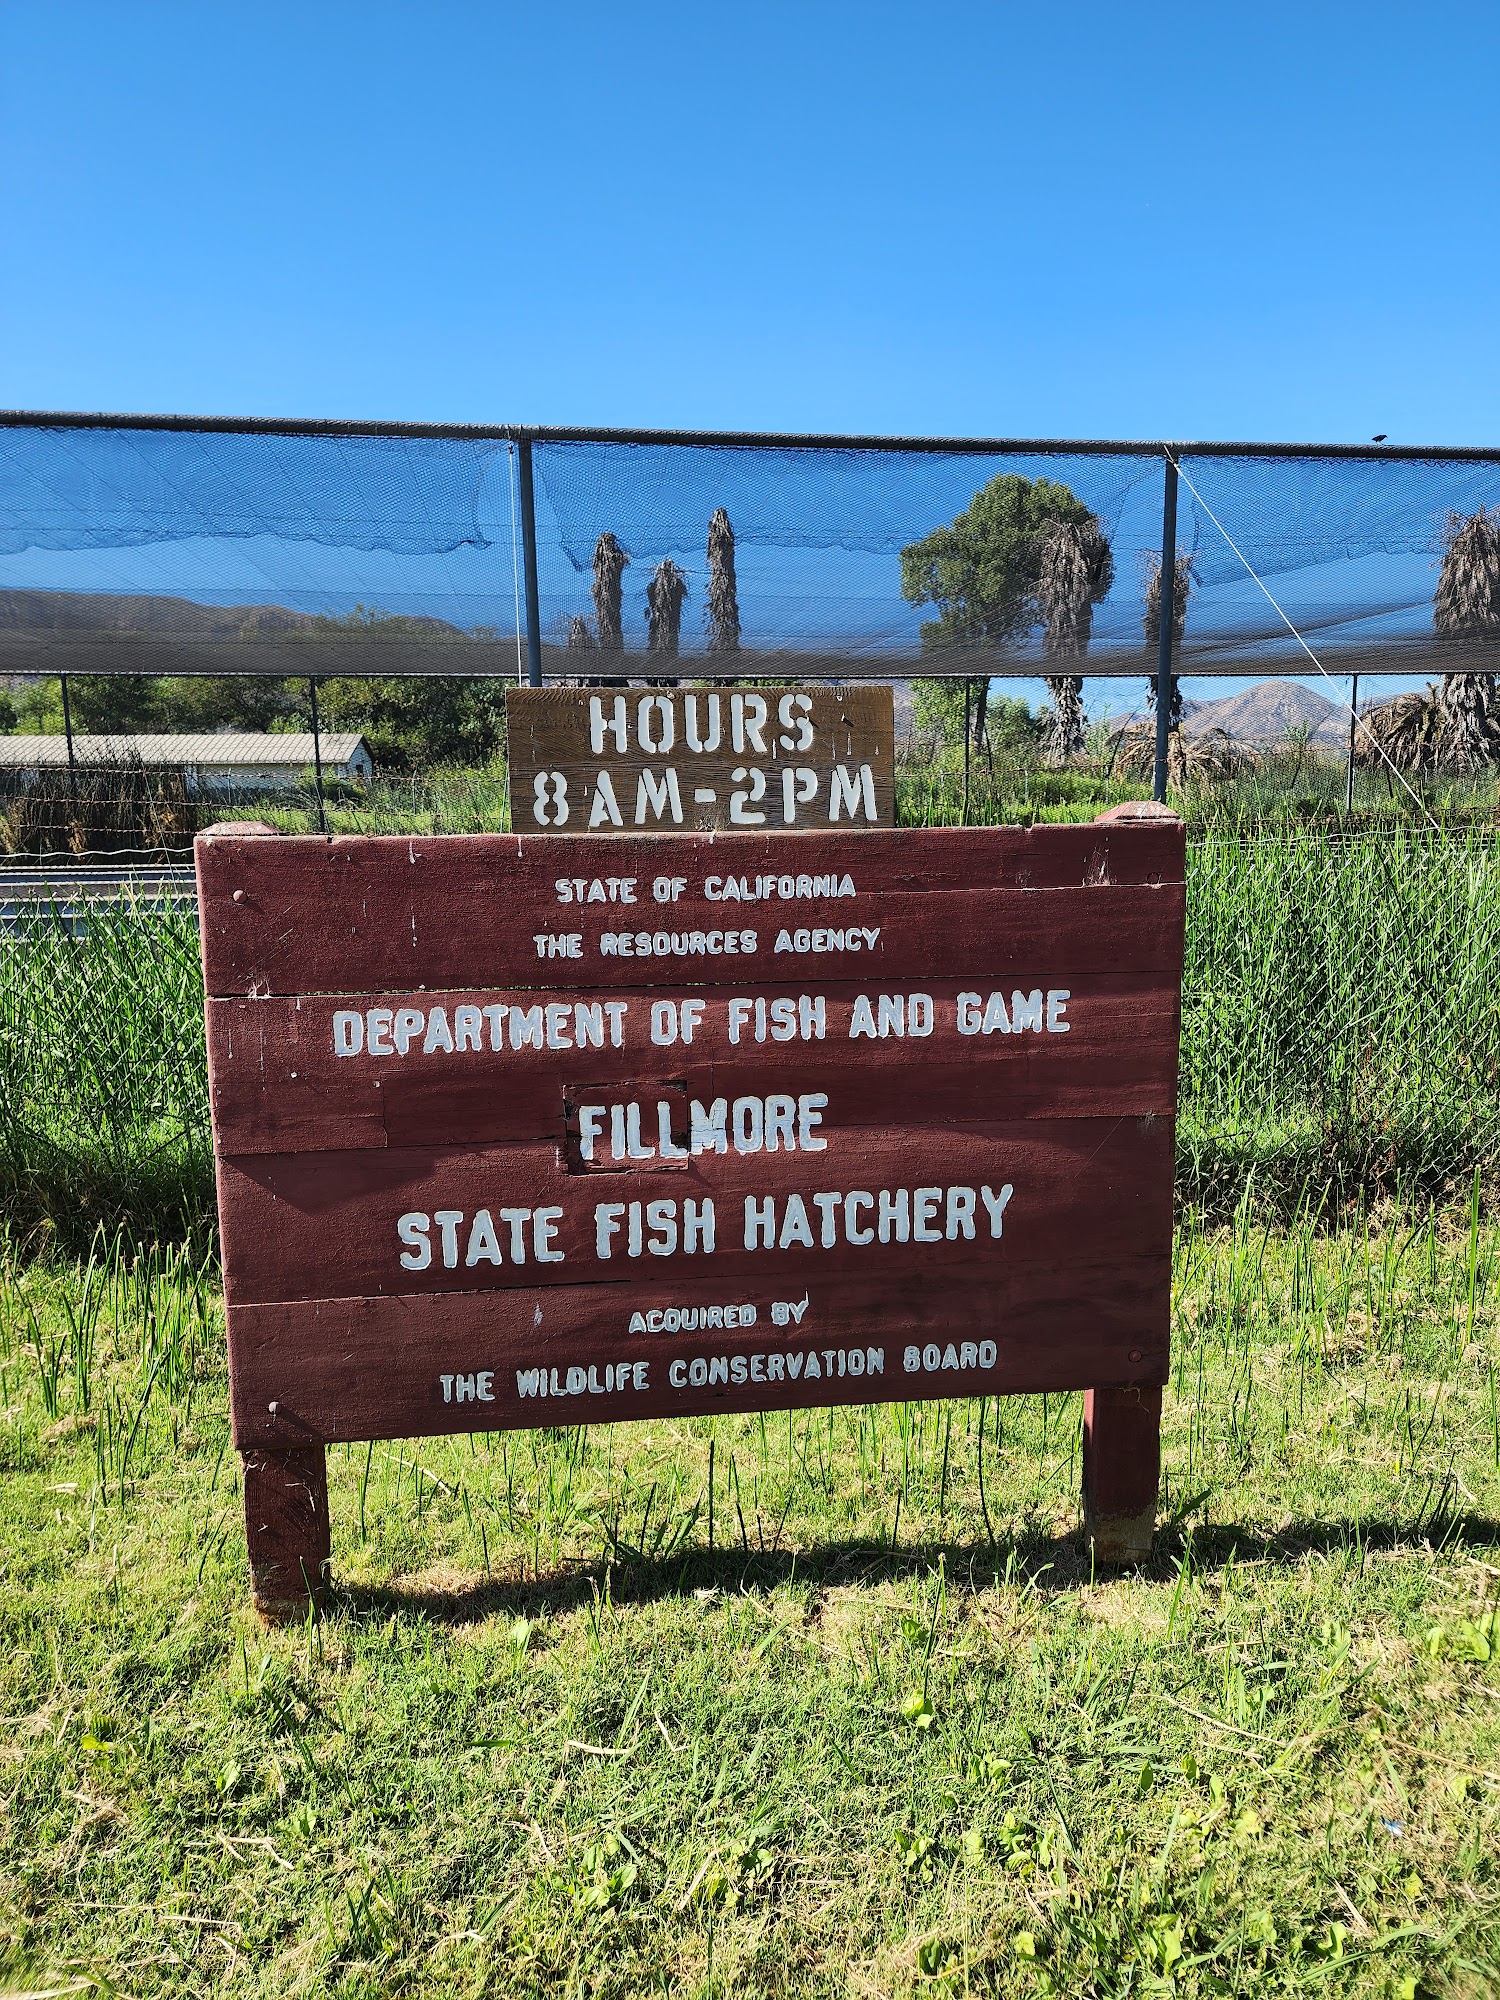 HOURS
8AM-2PM
STATE OF CALIFORNIA
THE RESOURCES AGENCY
DEPARTMENT OF FISH AND GAME
FILLMORE
STATE FISH HATCHERY
ACQUIRED BY
THE WILDLIFE CONSERVATION BOARD